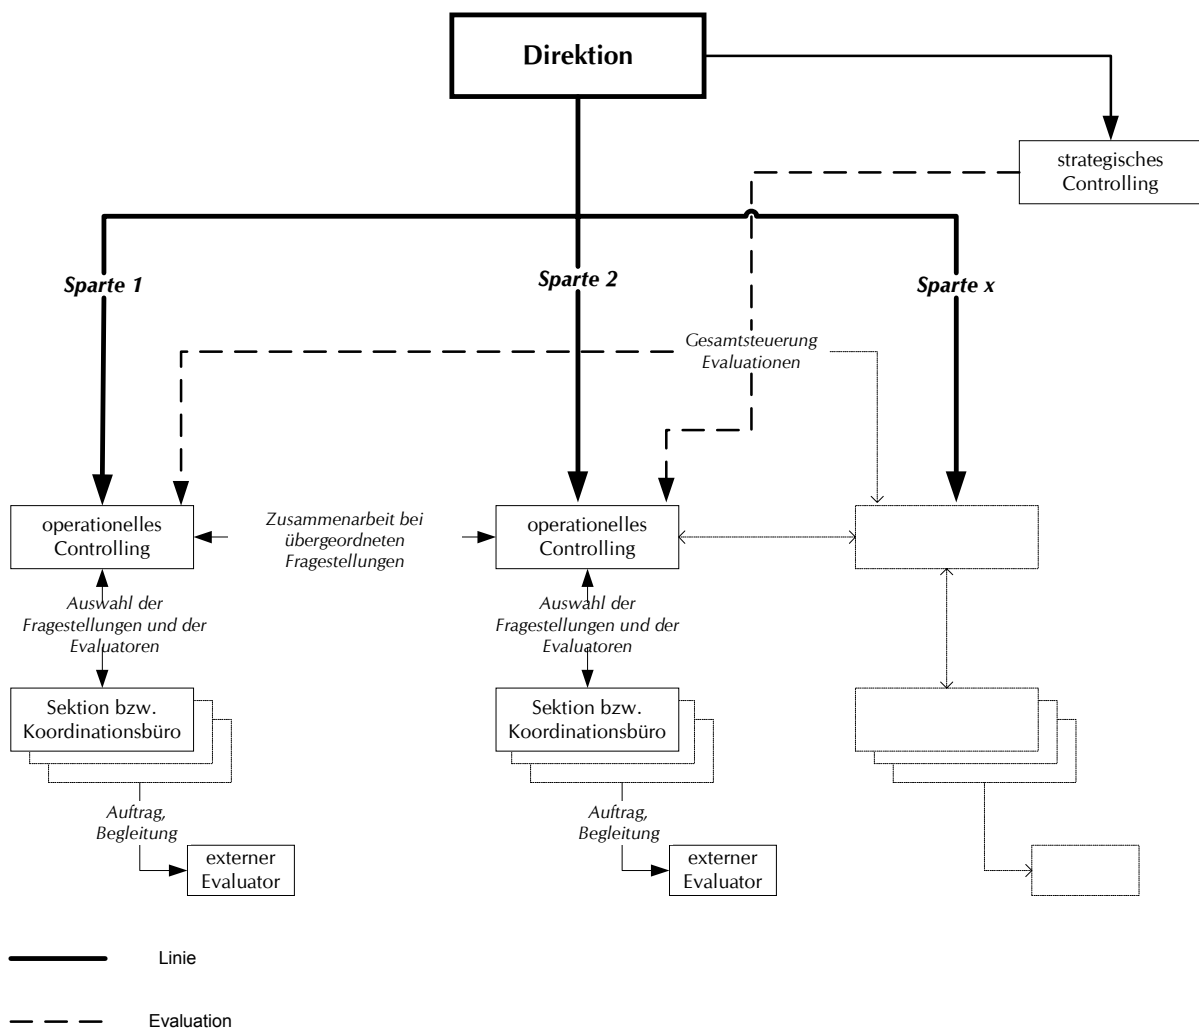 Direktion
strategisches
Controlling
Sparte 1
Sparte 2
Sparte x
Gesamtsteuerung
Evaluationen
operationelles
Controlling
Zusammenarbeit bei
übergeordneten
Fragestellungen
operationelles
Controlling
Auswahl der
Fragestellungen und der
Evaluatoren
Auswahl der
Fragestellungen und der
Evaluatoren
Sektion bzw.
Koordinationsbüro
Sektion bzw.
Koordinationsbüro
Auftrag,
Begleitung
Auftrag,
Begleitung
externer
Evaluator
externer
Evaluator
Linie
Evaluation